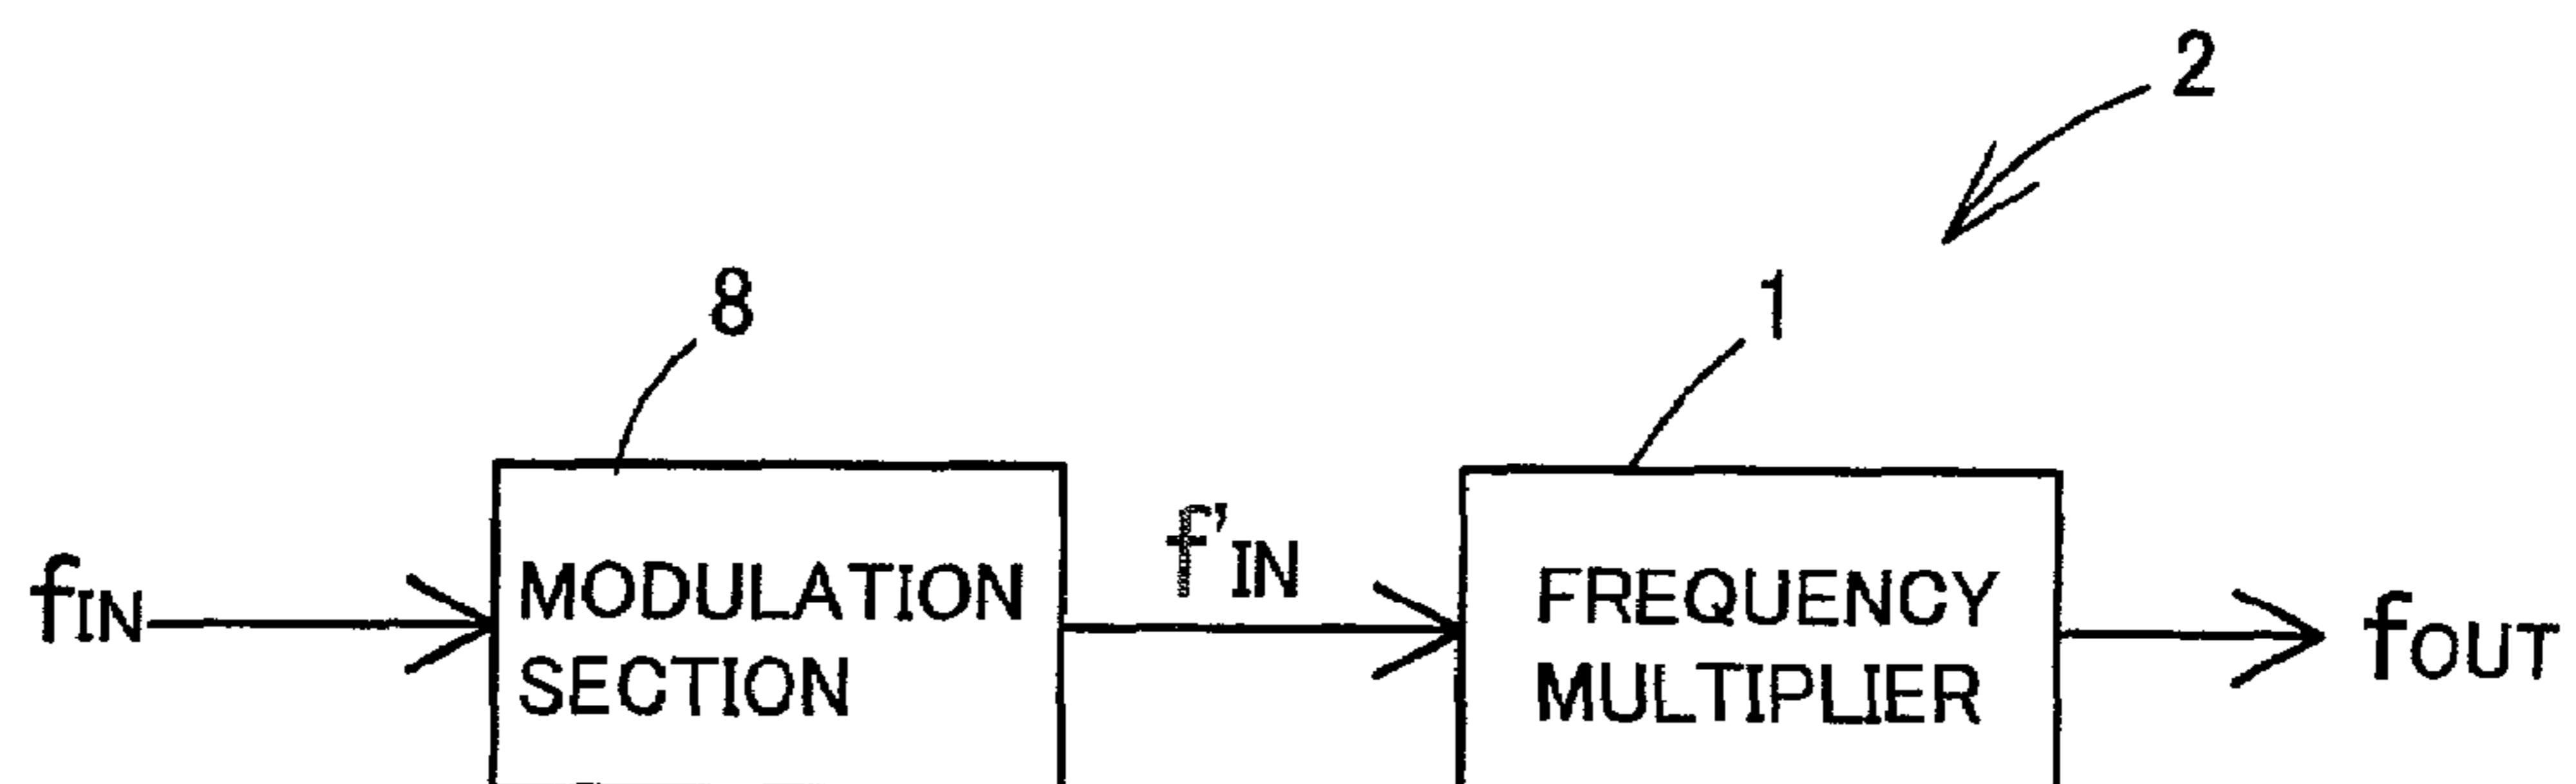 2
8
1
fIN
MODULATION
SECTION
f'IN
FREQUENCY
MULTIPLIER
fOUT